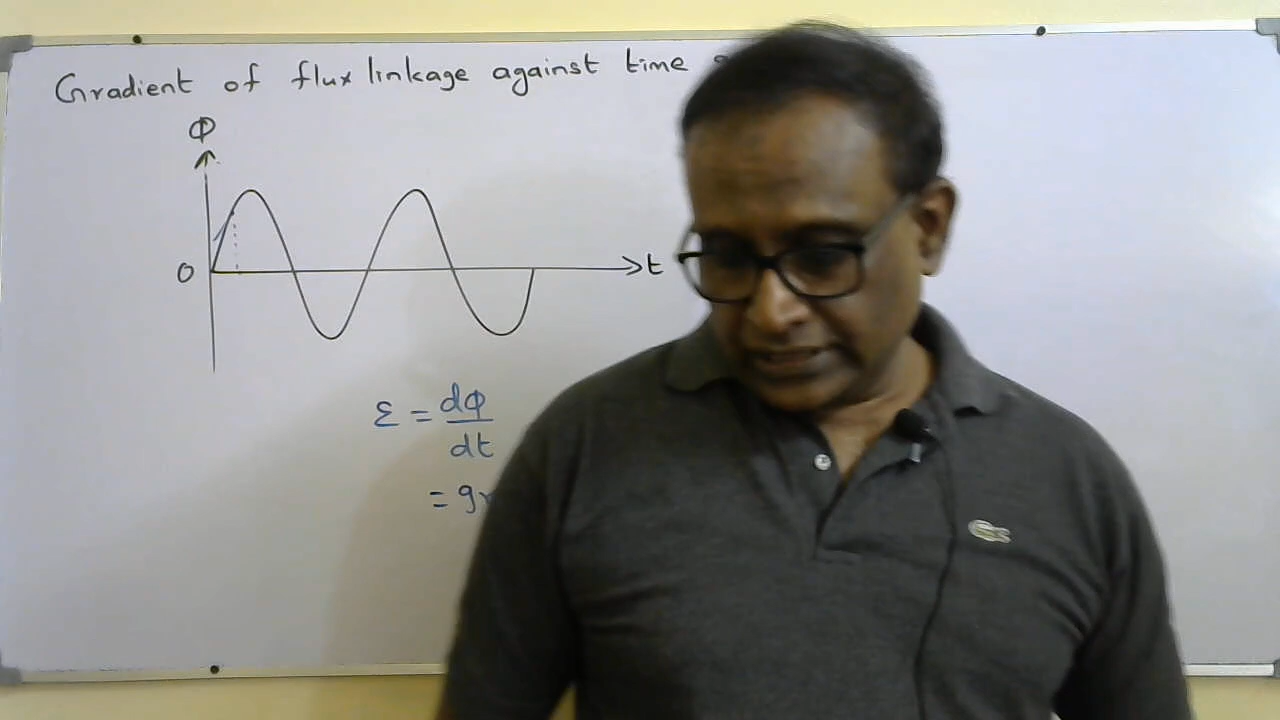 Gradient of flux linkage against time
Φ
0
t
ε = dφ
dt
=